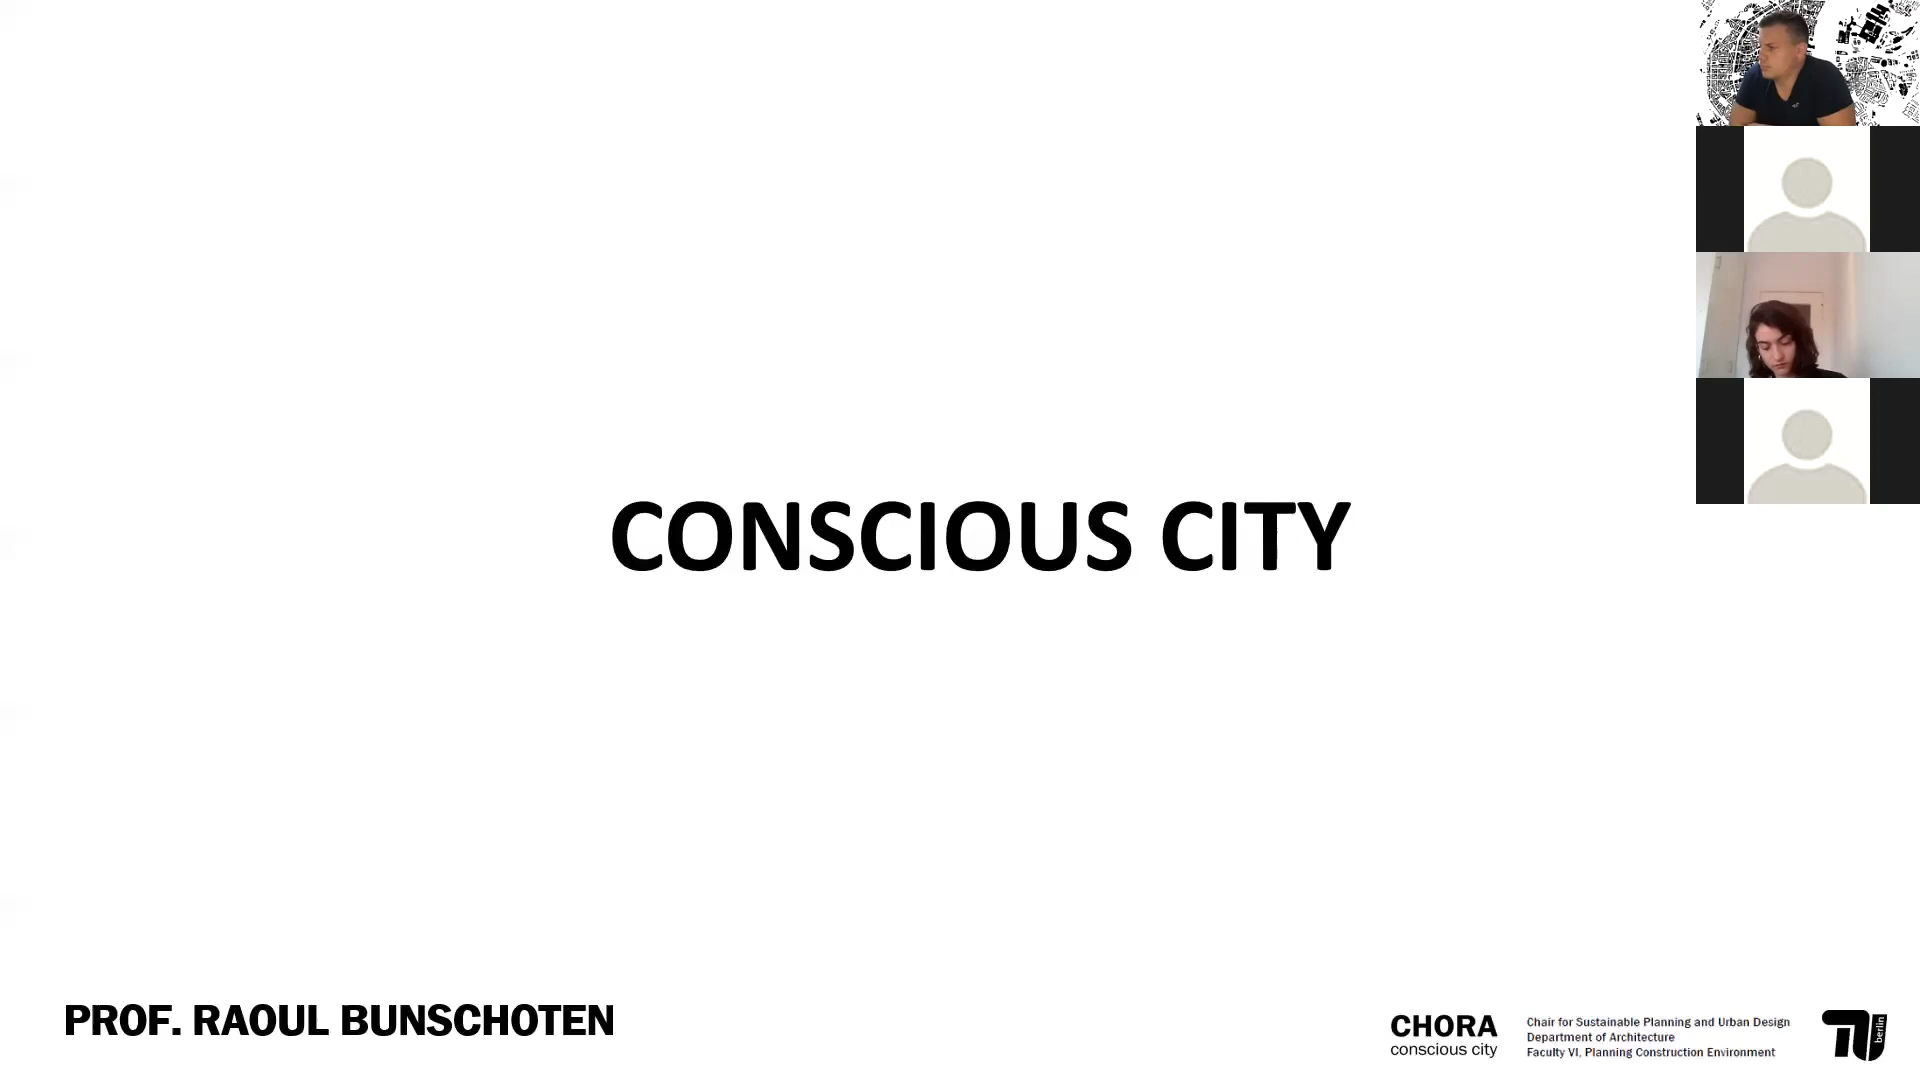 CONSCIOUS CITY
PROF. RAOUL BUNSCHOTEN
CHORA
conscious city
Chair for Sustainable Planning and Urban Design
Department of Architecture
Faculty VI, Planning Construction Environment
berlin